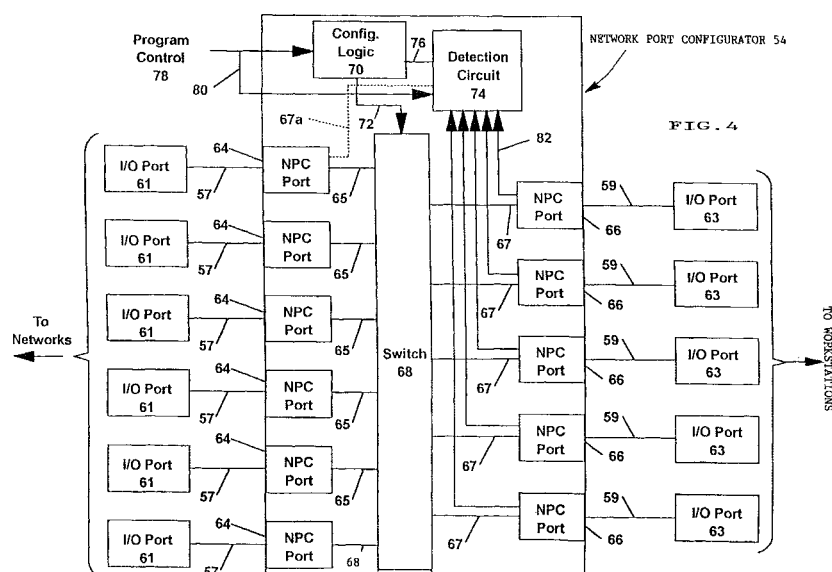 Program
Control
78
80
Config.
Logic
70
76
Detection
Circuit
74
NETWORK PORT CONFIGURATOR 54
FIG. 4
67a
72
82
To
Networks
I/O Port
61
57
64
NPC
Port
65
I/O Port
61
57
64
NPC
Port
65
I/O Port
61
57
64
NPC
Port
65
I/O Port
61
57
64
NPC
Port
65
I/O Port
61
57
64
NPC
Port
65
I/O Port
61
57
64
NPC
Port
68
Switch
68
67
NPC
Port
66
59
I/O Port
63
67
NPC
Port
66
59
I/O Port
63
67
NPC
Port
66
59
I/O Port
63
67
NPC
Port
66
59
I/O Port
63
67
NPC
Port
66
59
I/O Port
63
TO WORKSTATIONS